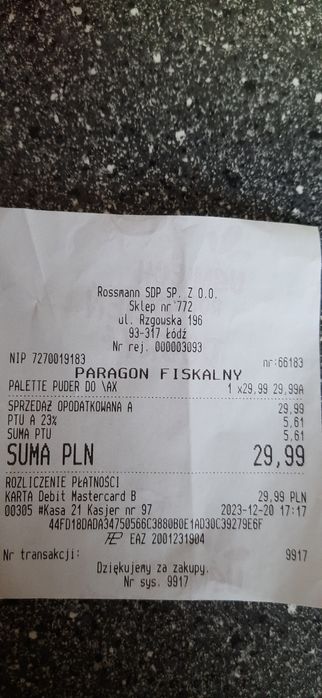 Rossmann SDP SP. Z O.O.
Sklep nr 772
ul. Rzgowska 196
93-317 Łódź
Nr rej. 000003093
NIP 7270019183 nr:66183
PARAGON FISKALNY
PALETTE PUDER DO \AX 1 x29,99 29,99A
SPRZEDAŻ OPODATKOWANA A 29,99
PTU A 23% 5,61
SUMA PTU 5,61
SUMA PLN 29,99
ROZLICZENIE PŁATNOŚCI
KARTA Debit Mastercard B 29,99 PLN
00305 #Kasa 21 Kasjer nr 97 2023-12-20 17:17
44FD18DADA34750566C3880B0E1AD30C39279E6F
EAZ 2001231904
Nr transakcji: 9917
Dziękujemy za zakupy.
Nr sys. 9917